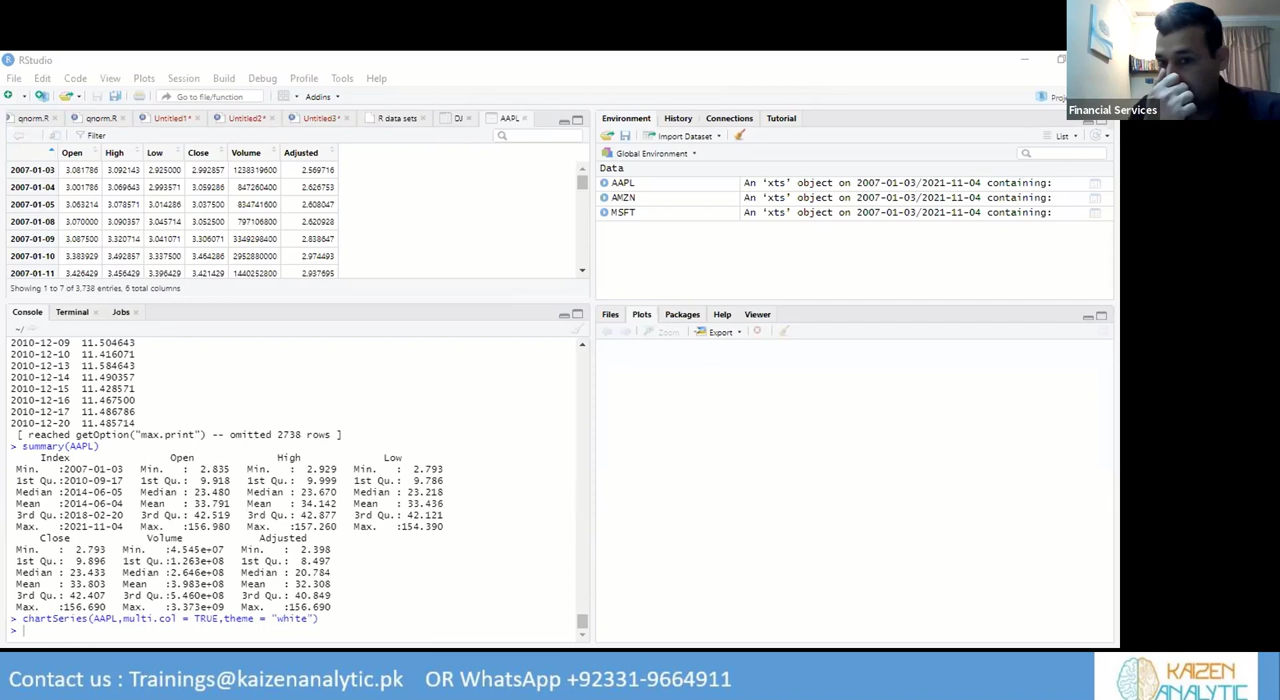 Financial Services
RStudio
File Edit Code View Plots Session Build Debug Profile Tools Help
Go to file/function Addins
qnorm.R qnorm.R Untitled1* Untitled2* Untitled3* R data sets DJ AAPL
Filter
Open High Low Close Volume Adjusted
2007-01-03 3.081786 3.092143 2.925000 2.992857 1238319600 2.569716
2007-01-04 3.001786 3.069643 2.993571 3.059286 847260400 2.626753
2007-01-05 3.063214 3.078571 3.014286 3.037500 834741600 2.608047
2007-01-08 3.070000 3.090357 3.045714 3.052500 797106800 2.620928
2007-01-09 3.087500 3.320714 3.041071 3.306071 3349298400 2.838647
2007-01-10 3.383929 3.492857 3.337500 3.464286 2952880000 2.974493
2007-01-11 3.426429 3.456429 3.396429 3.421429 1440252800 2.937695
Showing 1 to 7 of 3,738 entries, 6 total columns
Environment History Connections Tutorial
Import Dataset List
Global Environment
Data
AAPL An ‘xts’ object on 2007-01-03/2021-11-04 containing:
AMZN An ‘xts’ object on 2007-01-03/2021-11-04 containing:
MSFT An ‘xts’ object on 2007-01-03/2021-11-04 containing:
Console Terminal Jobs
~/
2010-12-09 11.504643
2010-12-10 11.416071
2010-12-13 11.584643
2010-12-14 11.490357
2010-12-15 11.428571
2010-12-16 11.467500
2010-12-17 11.486786
2010-12-20 11.485714
[ reached getOption("max.print") -- omitted 2738 rows ]
> summary(AAPL)
Index Open High Low
Min. :2007-01-03 Min. : 2.835 Min. : 2.929 Min. : 2.793
1st Qu.:2010-09-17 1st Qu.: 9.918 1st Qu.: 9.999 1st Qu.: 9.786
Median :2014-06-05 Median : 23.480 Median : 23.670 Median : 23.218
Mean :2014-06-04 Mean : 33.791 Mean : 34.142 Mean : 33.436
3rd Qu.:2018-02-20 3rd Qu.: 42.519 3rd Qu.: 42.877 3rd Qu.: 42.121
Max. :2021-11-04 Max. :156.980 Max. :157.260 Max. :154.390
Close Volume Adjusted
Min. : 2.793 Min. :4.545e+07 Min. : 2.398
1st Qu.: 9.896 1st Qu.:1.263e+08 1st Qu.: 8.497
Median : 23.433 Median :2.646e+08 Median : 20.784
Mean : 33.803 Mean :3.983e+08 Mean : 32.308
3rd Qu.: 42.407 3rd Qu.:5.460e+08 3rd Qu.: 40.849
Max. :156.690 Max. :3.373e+09 Max. :156.690
> chartSeries(AAPL,multi.col = TRUE,theme = "white")
>
Files Plots Packages Help Viewer
Zoom Export
Contact us : Trainings@kaizenanalytic.pk OR WhatsApp +92331-9664911
KAIZEN
ANALYTIC